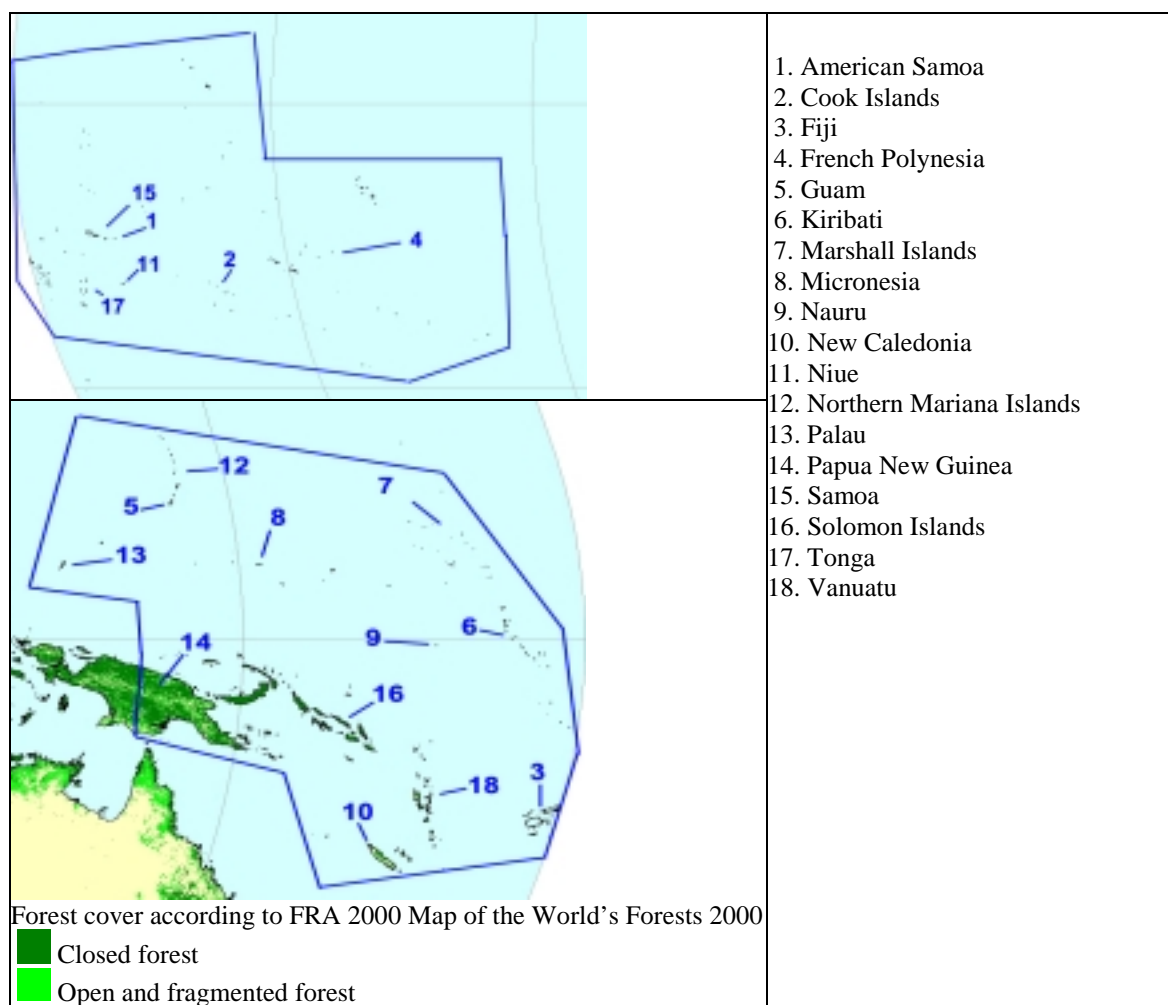 15
1
4
2
11
17
12
7
5
8
13
6
9
14
16
3
18
10
Forest cover according to FRA 2000 Map of the World's Forests 2000
Closed forest
Open and fragmented forest
1. American Samoa
2. Cook Islands
3. Fiji
4. French Polynesia
5. Guam
6. Kiribati
7. Marshall Islands
8. Micronesia
9. Nauru
10. New Caledonia
11. Niue
12. Northern Mariana Islands
13. Palau
14. Papua New Guinea
15. Samoa
16. Solomon Islands
17. Tonga
18. Vanuatu